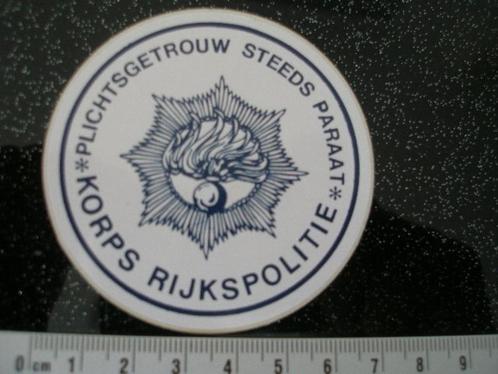 *PLICHTSGETROUW STEEDS PARAAT*
KORPS RIJKSPOLITIE
0 cm 1 2 3 4 5 6 7 8 9